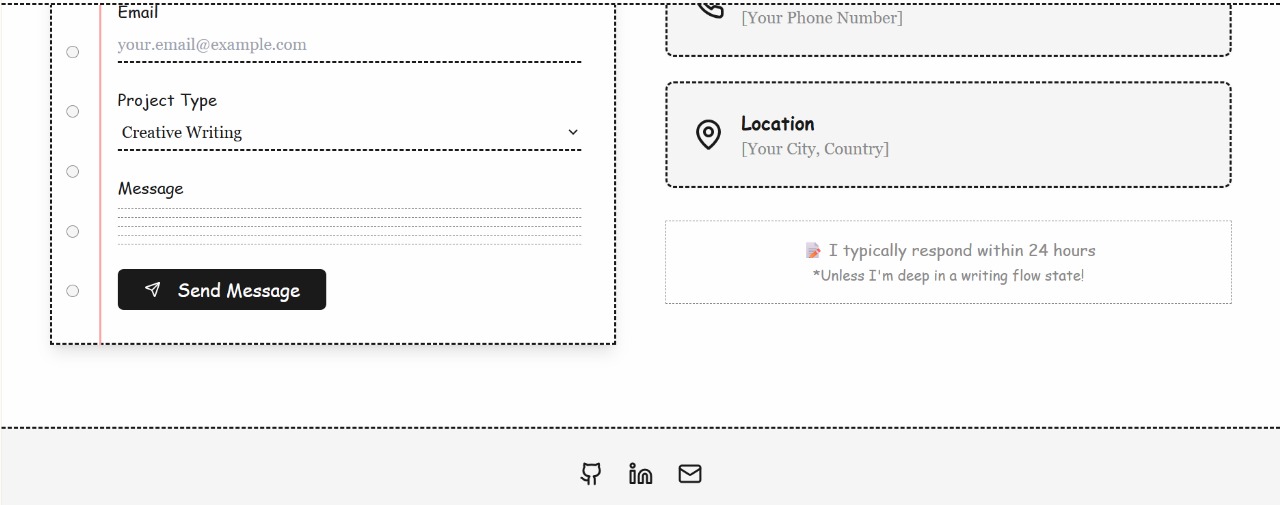 Email
your.email@example.com
Project Type
Creative Writing
Message
Send Message
[Your Phone Number]
Location
[Your City, Country]
📝 I typically respond within 24 hours
*Unless I'm deep in a writing flow state!